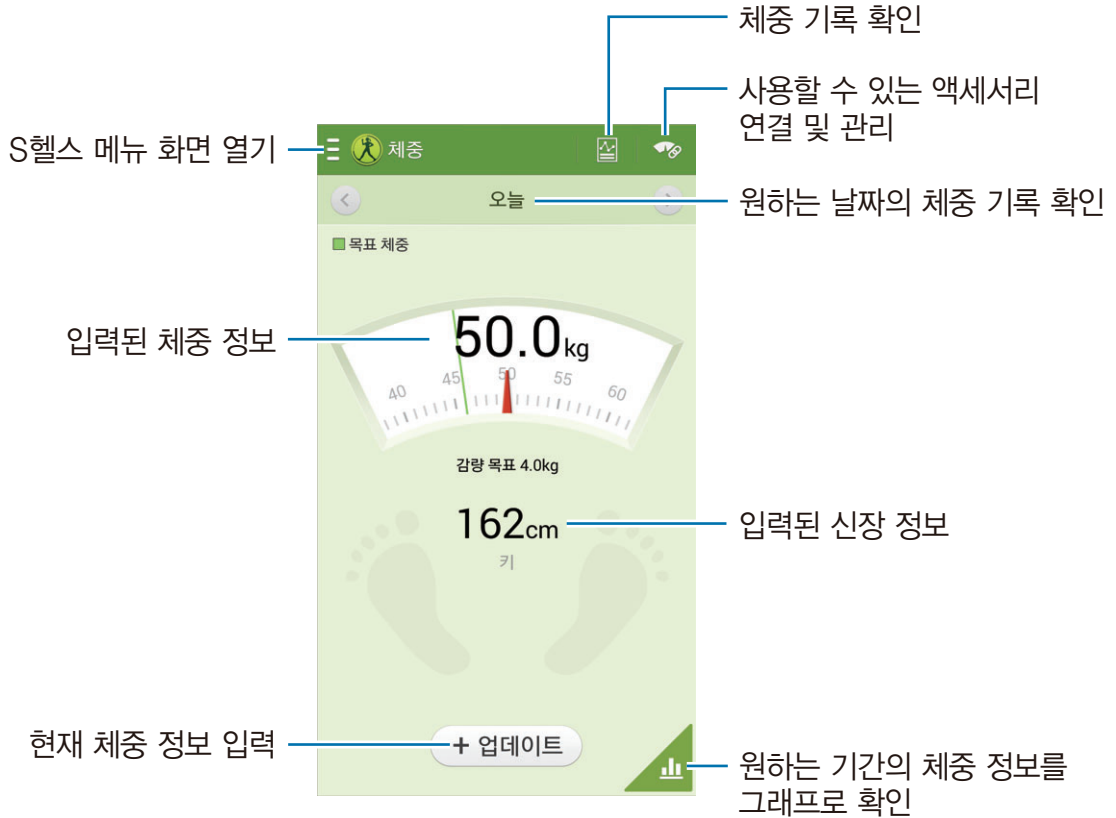 체중 기록 확인
사용할 수 있는 액세서리
연결 및 관리
S헬스 메뉴 화면 열기
체중
오늘
원하는 날짜의 체중 기록 확인
목표 체중
입력된 체중 정보
50.0kg
40 45 50 55 60
감량 목표 4.0kg
162cm
입력된 신장 정보
키
현재 체중 정보 입력
+ 업데이트
원하는 기간의 체중 정보를
그래프로 확인